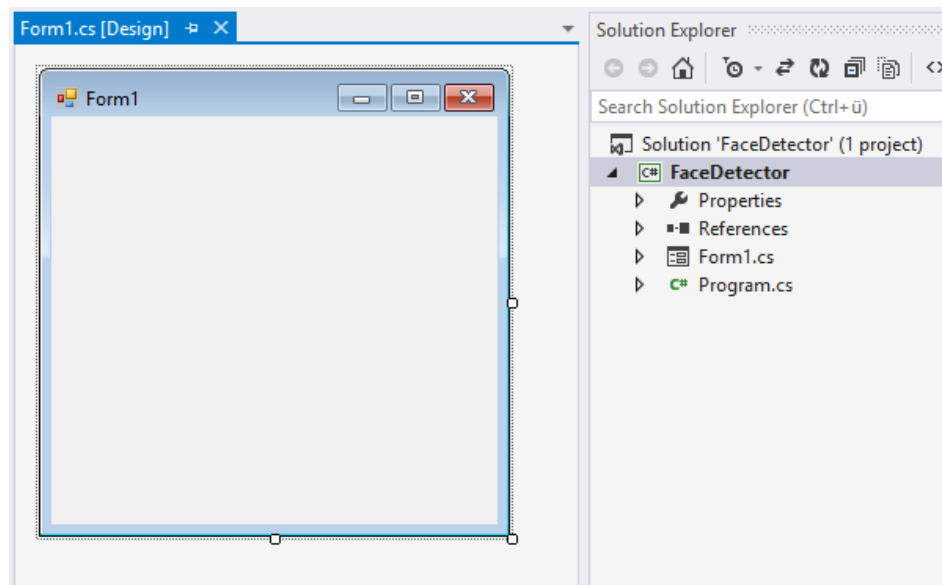 Form1.cs [Design]
Form1
Solution Explorer
Search Solution Explorer (Ctrl+ü)
Solution 'FaceDetector' (1 project)
C# FaceDetector
Properties
References
Form1.cs
C# Program.cs